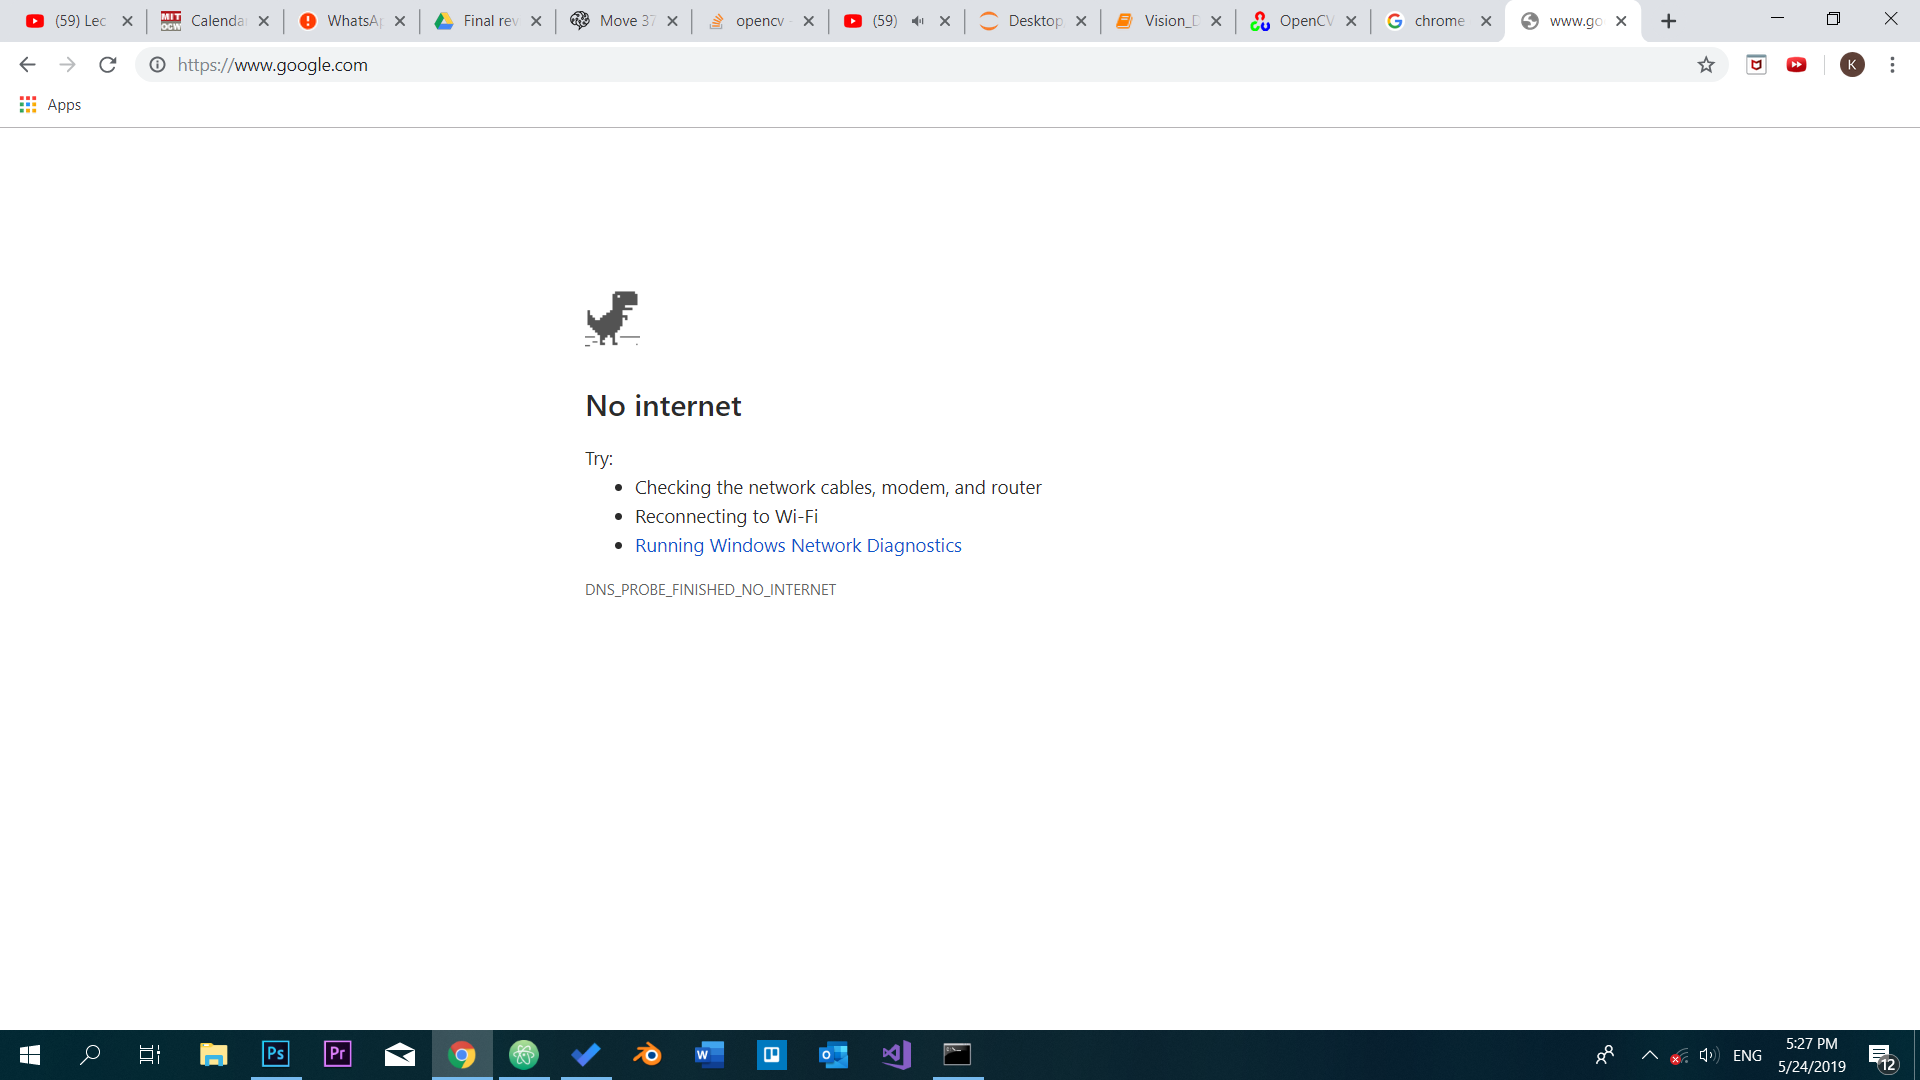 (59) Lec
Calendar
WhatsAp
Final rev
Move 37
opencv -
(59)
Desktop
Vision_D
OpenCV
chrome
www.goo
https://www.google.com
K
Apps
No internet
Try:
Checking the network cables, modem, and router
Reconnecting to Wi-Fi
Running Windows Network Diagnostics
DNS_PROBE_FINISHED_NO_INTERNET
Ps
Pr
ENG
5:27 PM
5/24/2019
12